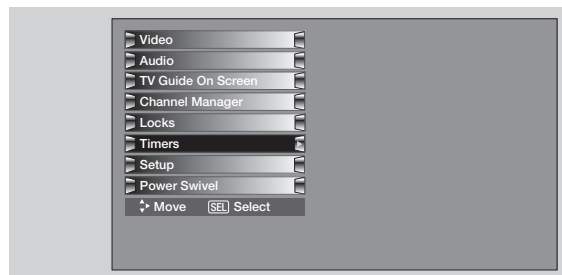 Video
Audio
TV Guide On Screen
Channel Manager
Locks
Timers
Setup
Power Swivel
Move SEL Select